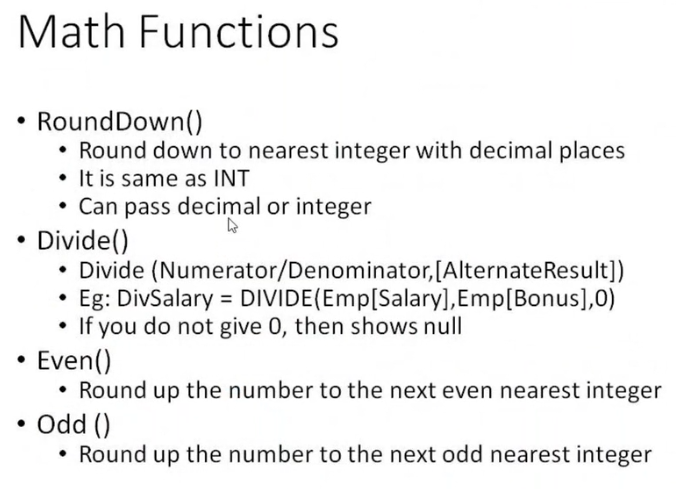 Math Functions
• RoundDown()
• Round down to nearest integer with decimal places
• It is same as INT
• Can pass decimal or integer
• Divide()
• Divide (Numerator/Denominator,[AlternateResult])
• Eg: DivSalary = DIVIDE(Emp[Salary],Emp[Bonus],0)
• If you do not give 0, then shows null
• Even()
• Round up the number to the next even nearest integer
• Odd ()
• Round up the number to the next odd nearest integer